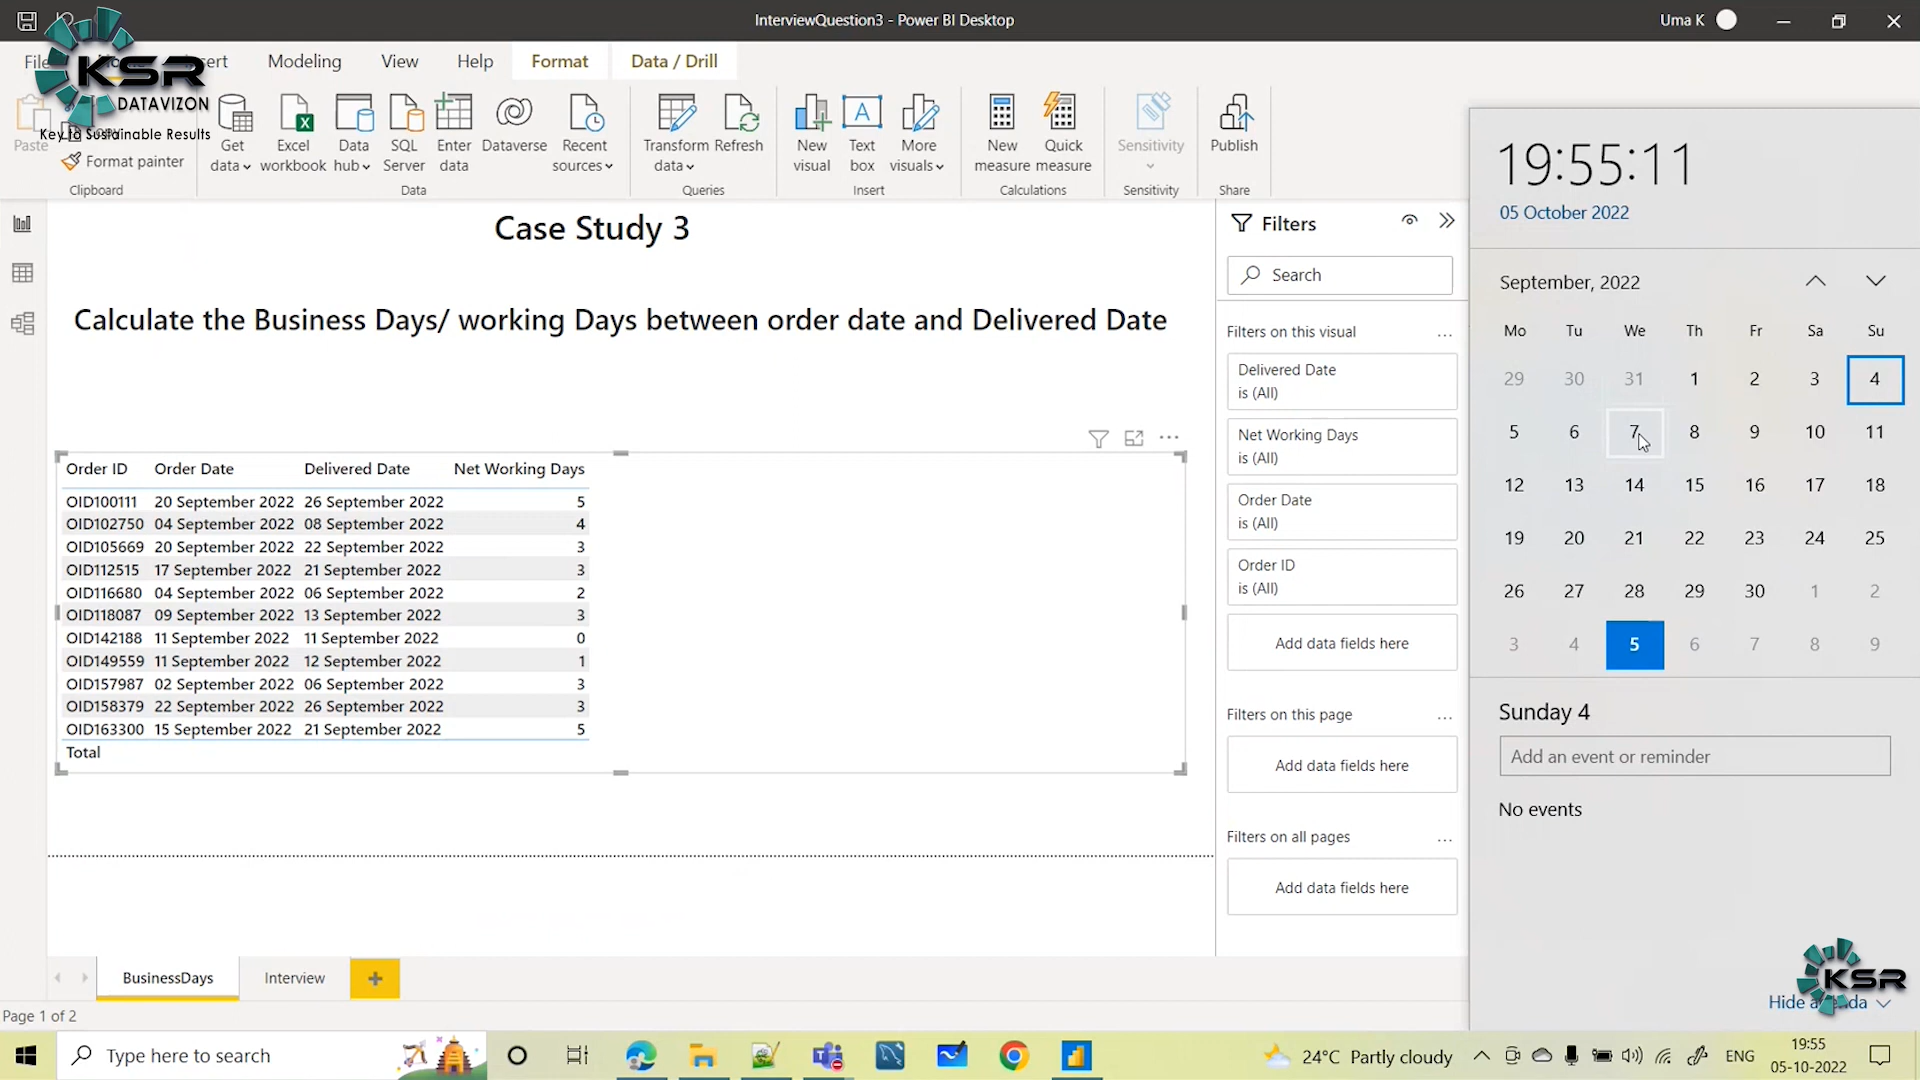 InterviewQuestion3 - Power BI Desktop
Uma K
KSR
DATAVIZON
Key to Sustainable Results
Modeling
View
Help
Format
Data / Drill
Paste
Format painter
Clipboard
Get data
Excel workbook
Data hub
SQL Server
Enter data
Dataverse
Recent sources
Data
Transform data
Refresh
Queries
New visual
Text box
More visuals
Insert
New measure
Quick measure
Calculations
Sensitivity
Sensitivity
Publish
Share
Case Study 3
Calculate the Business Days/ working Days between order date and Delivered Date
Order ID Order Date Delivered Date Net Working Days
OID100111 20 September 2022 26 September 2022 5
OID102750 04 September 2022 08 September 2022 4
OID105669 20 September 2022 22 September 2022 3
OID112515 17 September 2022 21 September 2022 3
OID116680 04 September 2022 06 September 2022 2
OID118087 09 September 2022 13 September 2022 3
OID142188 11 September 2022 11 September 2022 0
OID149559 11 September 2022 12 September 2022 1
OID157987 02 September 2022 06 September 2022 3
OID158379 22 September 2022 26 September 2022 3
OID163300 15 September 2022 21 September 2022 5
Total
Filters
Search
Filters on this visual
Delivered Date
is (All)
Net Working Days
is (All)
Order Date
is (All)
Order ID
is (All)
Add data fields here
Filters on this page
Add data fields here
Filters on all pages
Add data fields here
19:55:11
05 October 2022
September, 2022
Mo Tu We Th Fr Sa Su
29 30 31 1 2 3 4
5 6 7 8 9 10 11
12 13 14 15 16 17 18
19 20 21 22 23 24 25
26 27 28 29 30 1 2
3 4 5 6 7 8 9
Sunday 4
Add an event or reminder
No events
KSR
Hide
BusinessDays
Interview
Page 1 of 2
Type here to search
24°C Partly cloudy
ENG
19:55
05-10-2022